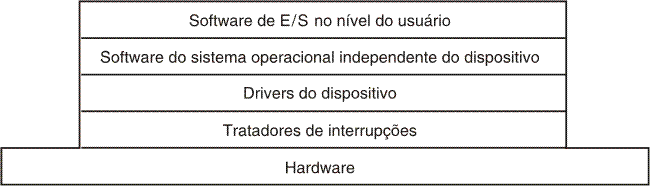 Software de E/S no nível do usuário
Software do sistema operacional independente do dispositivo
Drivers do dispositivo
Tratadores de interrupções
Hardware